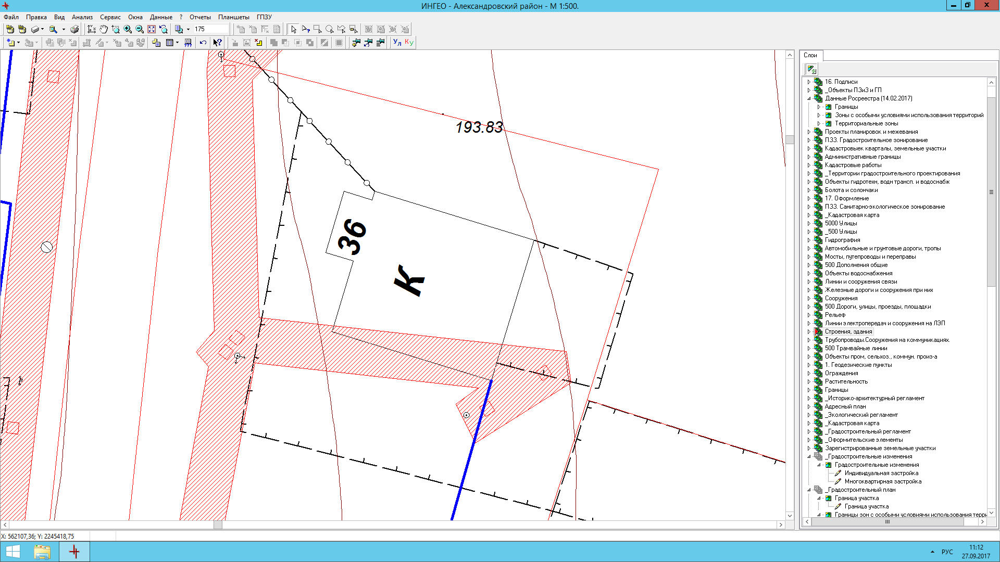 ИНГЕО - Александровский район - М 1:500.
Файл Правка Вид Анализ Сервис Окна Данные ? Отчеты Планшеты ГПЗУ
175
Ул Ку
193.83
36
К
Слои
16. Подписи
_Объекты ПЗиЗ и ГП
Данные Росреестра (14.02.2017)
Границы
Зоны с особыми условиями использования территорий
Территориальные зоны
Проекты планировок и межевания
ПЗЗ. Градостроительное зонирование
Кадастровыек кварталы, земельные участки
Административные границы
Кадастровые работы
_Территории градостроительного проектирования
Объекты гидротехн, водн трансп. и водоснабж
Болота и солончаки
17. Оформление
ПЗЗ. Санитарно-экологическое зонирование
_Кадастровая карта
5000 Улицы
_500 Улицы
Гидрография
Автомобильные и грунтовые дороги, тропы
Мосты, путепроводы и переправы
500 Дополнения общие
Объекты водоснабжения
Линии и сооружения связи
Железные дороги и сооружения при них
Сооружения
500 Дороги, улицы, проезды, площадки
Рельеф
Линии электропередач и сооружения на ЛЭП
Строения, здания
Трубопроводы.Сооружения на коммуникациях.
500 Трамвайные линии
Объекты пром, сельхоз., коммун. произ-а
1. Геодезические пункты
Ограждения
Растительность
Границы
_Историко-архитектурный регламент
Адресный план
_Экологический регламент
_Кадастровая карта
_Градостроительный регламент
_Оформительские элементы
Зарегистрированные земельные участки
_Градостроительные изменения
Градостроительные изменения
Индивидуальная застройка
Многоквартирная застройка
_Градостроительный план
Граница участка
Граница участка
Границы зон с особыми условиями использования терри
X: 562107,36; Y: 2245418,75
РУС
11:12
27.09.2017